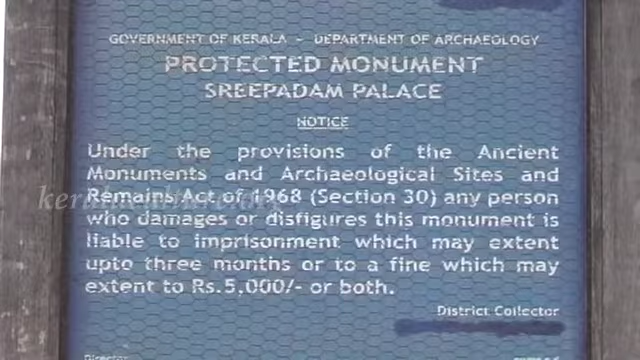 GOVERNMENT OF KERALA - DEPARTMENT OF ARCHAEOLOGY
PROTECTED MONUMENT
SREEPADAM PALACE
NOTICE
Under the provisions of the Ancient
Monuments and Archaeological Sites and
Remains Act of 1968 (Section 30) any person
who damages or disfigures this monument is
liable to imprisonment which may extent
upto three months or to a fine which may
extent to Rs.5,000/- or both.
District Collector
Director